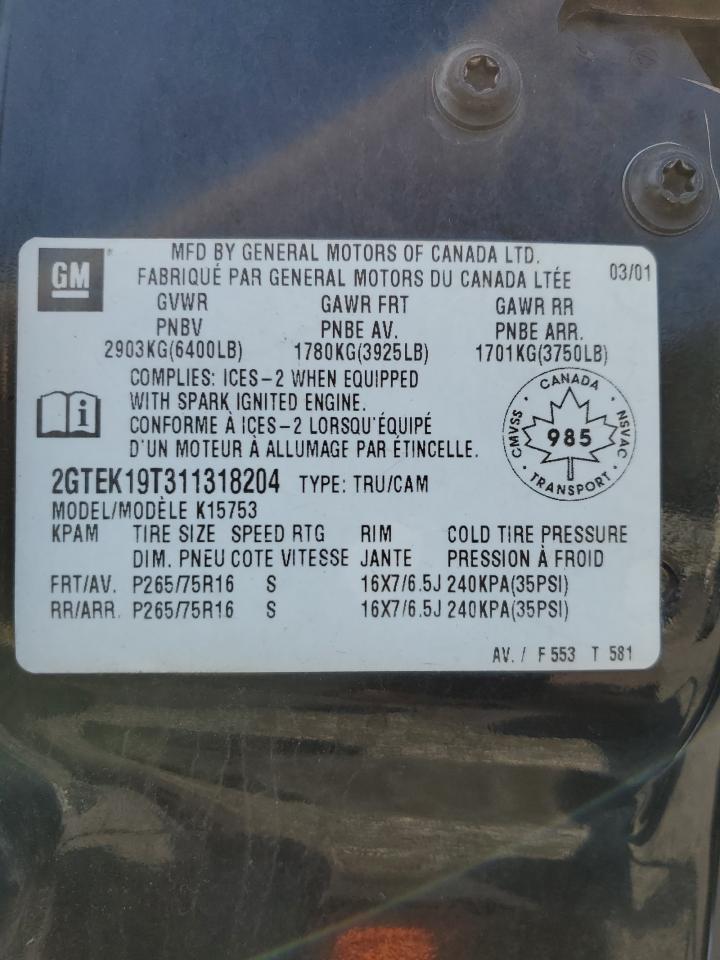 GM
MFD BY GENERAL MOTORS OF CANADA LTD.
FABRIQUÉ PAR GENERAL MOTORS DU CANADA LTÉE
03/01
GVWR GAWR FRT GAWR RR
PNBV PNBE AV. PNBE ARR.
2903KG(6400LB) 1780KG(3925LB) 1701KG(3750LB)
COMPLIES: ICES-2 WHEN EQUIPPED
WITH SPARK IGNITED ENGINE.
CONFORME À ICES-2 LORSQU'ÉQUIPÉ
D'UN MOTEUR À ALLUMAGE PAR ÉTINCELLE.
CANADA
CMVSS 985 NSVAC
TRANSPORT
2GTEK19T311318204 TYPE: TRU/CAM
MODEL/MODÈLE K15753
KPAM TIRE SIZE SPEED RTG RIM COLD TIRE PRESSURE
DIM. PNEU COTE VITESSE JANTE PRESSION À FROID
FRT/AV. P265/75R16 S 16X7/6.5J 240KPA(35PSI)
RR/ARR. P265/75R16 S 16X7/6.5J 240KPA(35PSI)
AV. / F 553 T 581